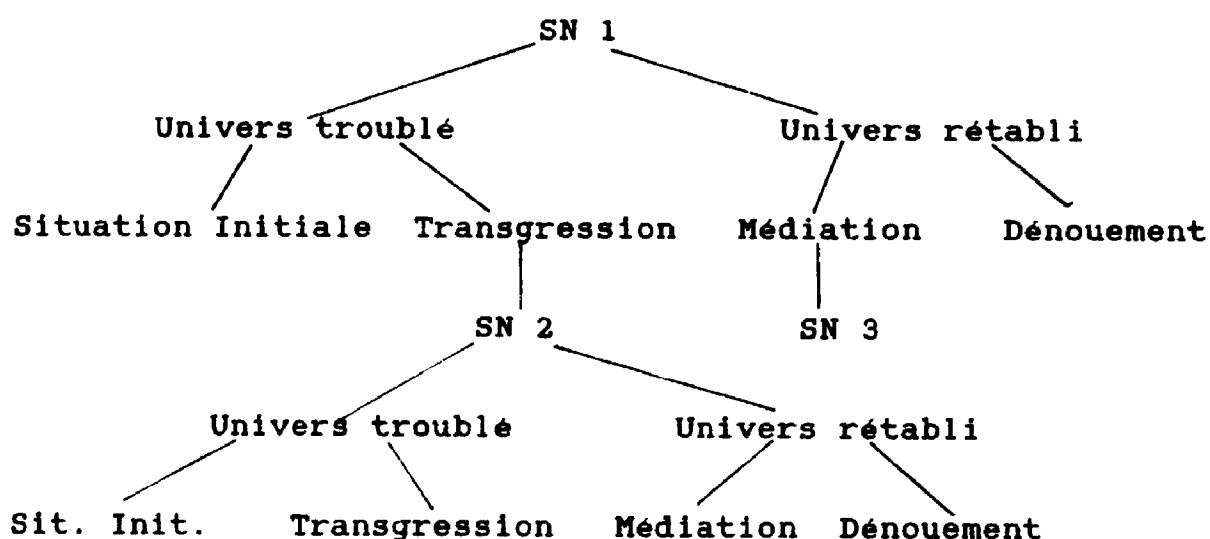 SN 1
Univers troublé Univers rétabli
Situation Initiale Transgression Médiation Dénouement
SN 2 SN 3
Univers troublé Univers rétabli
Sit. Init. Transgression Médiation Dénouement